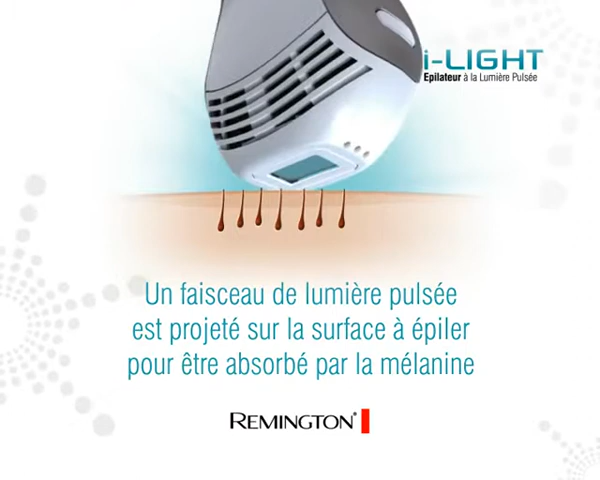 i-LIGHT
Epilateur à la Lumière Pulsée
Un faisceau de lumière pulsée
est projeté sur la surface à épiler
pour être absorbé par la mélanine
REMINGTON®